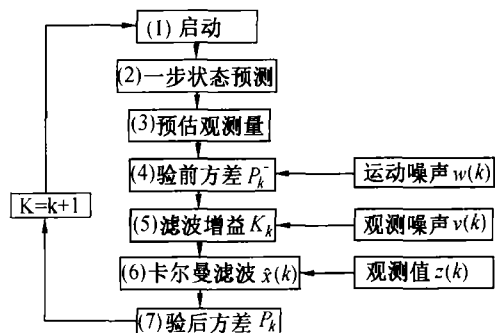 (1)启动
(2)一步状态预测
(3)预估观测量
(4)验前方差 P_k^-
运动噪声 w(k)
K=k+1
(5)滤波增益 K_k
观测噪声 v(k)
(6)卡尔曼滤波 x̂(k)
观测值 z(k)
(7)验后方差 P_k